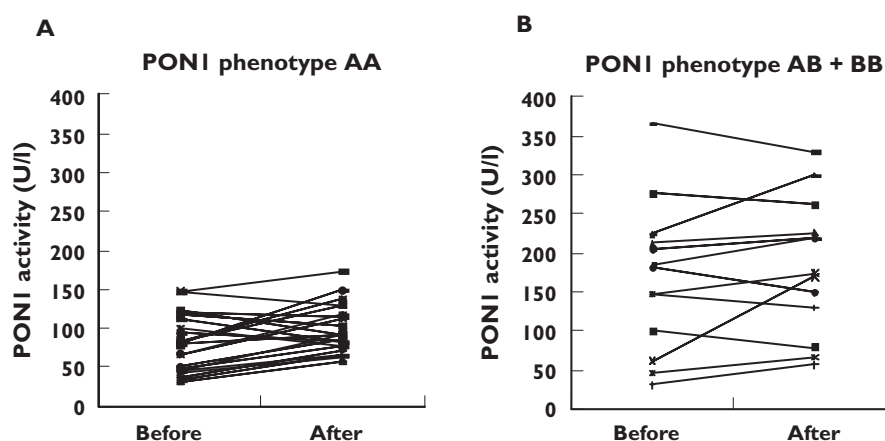 A
PON1 phenotype AA
PON1 activity (U/l)
400
350
300
250
200
150
100
50
0
Before
After
B
PON1 phenotype AB + BB
PON1 activity (U/l)
400
350
300
250
200
150
100
50
0
Before
After